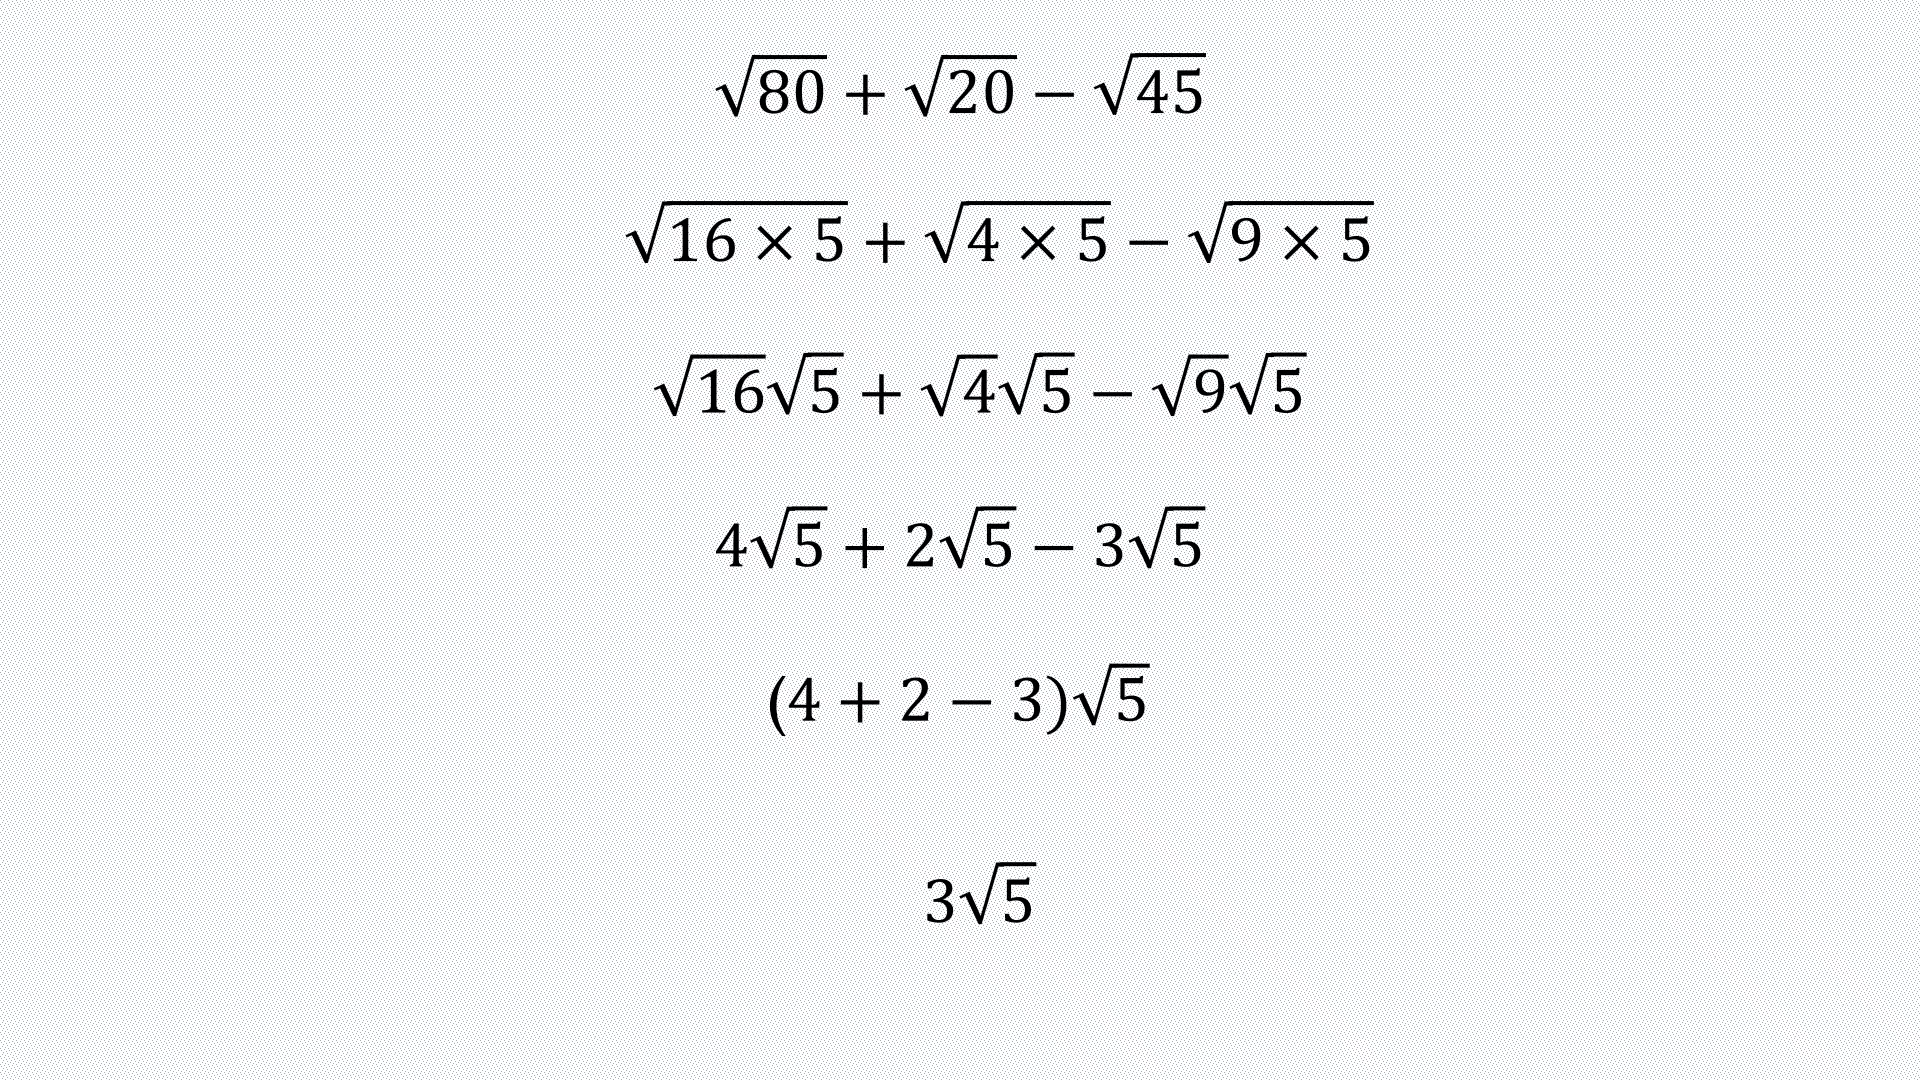 √80 + √20 − √45
√16 × 5 + √4 × 5 − √9 × 5
√16√5 + √4√5 − √9√5
4√5 + 2√5 − 3√5
(4 + 2 − 3)√5
3√5